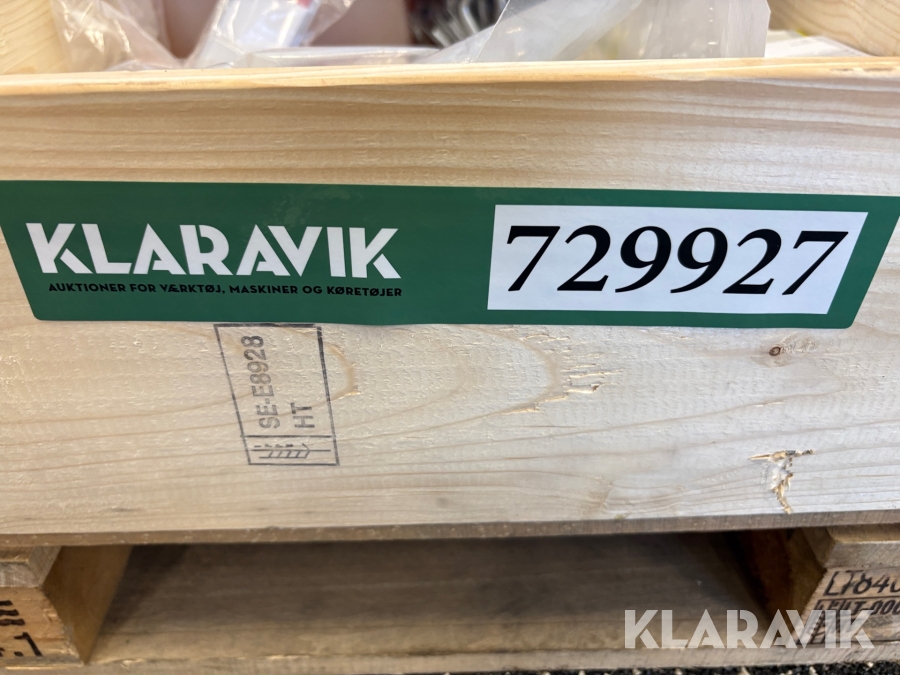 KLARAVIK
AUKTIONER FOR VÆRKTØJ, MASKINER OG KØRETØJER
729927
SE-E8928
HT
KLARAVIK